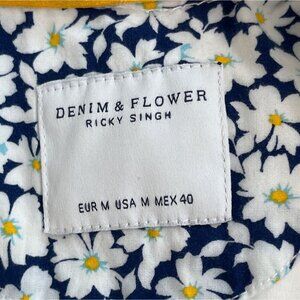 DENIM & FLOWER
RICKY SINGH
EUR M USA M MEX 40